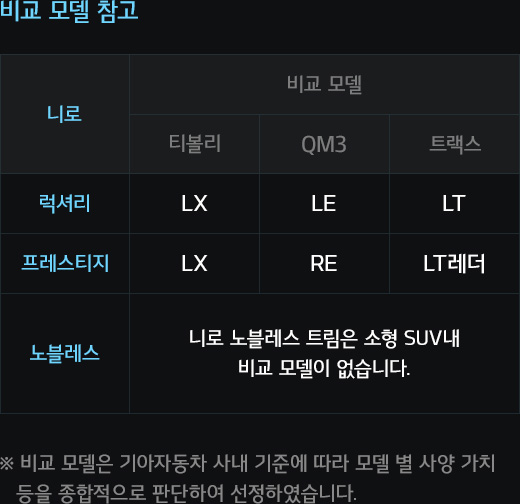 비교 모델 참고
니로
비교 모델
티볼리 QM3 트랙스
럭셔리 LX LE LT
프레스티지 LX RE LT레더
노블레스
니로 노블레스 트림은 소형 SUV내
비교 모델이 없습니다.
※ 비교 모델은 기아자동차 사내 기준에 따라 모델 별 사양 가치
등을 종합적으로 판단하여 선정하였습니다.